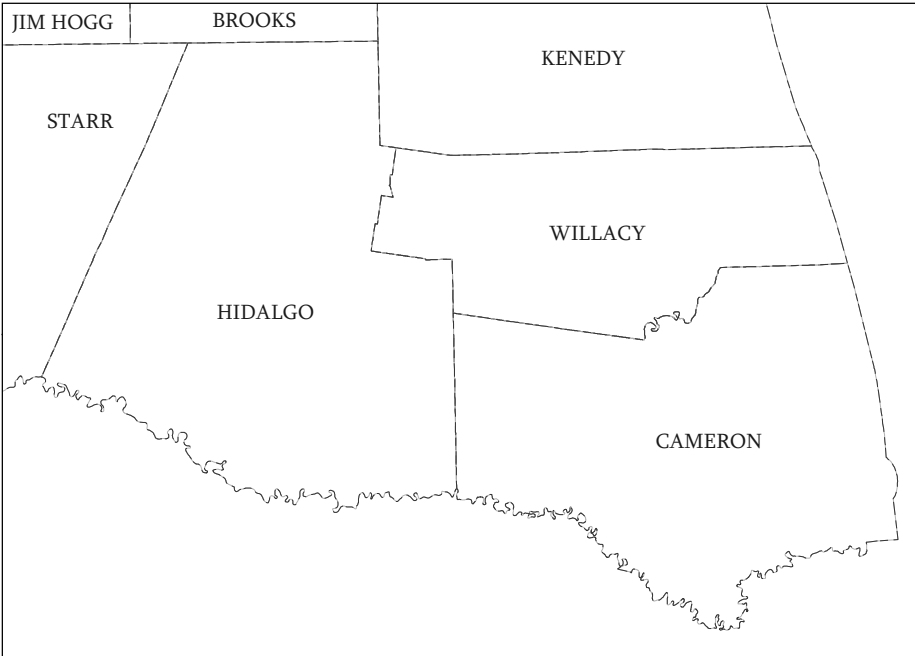 JIM HOGG
BROOKS
KENEDY
STARR
WILLACY
HIDALGO
CAMERON